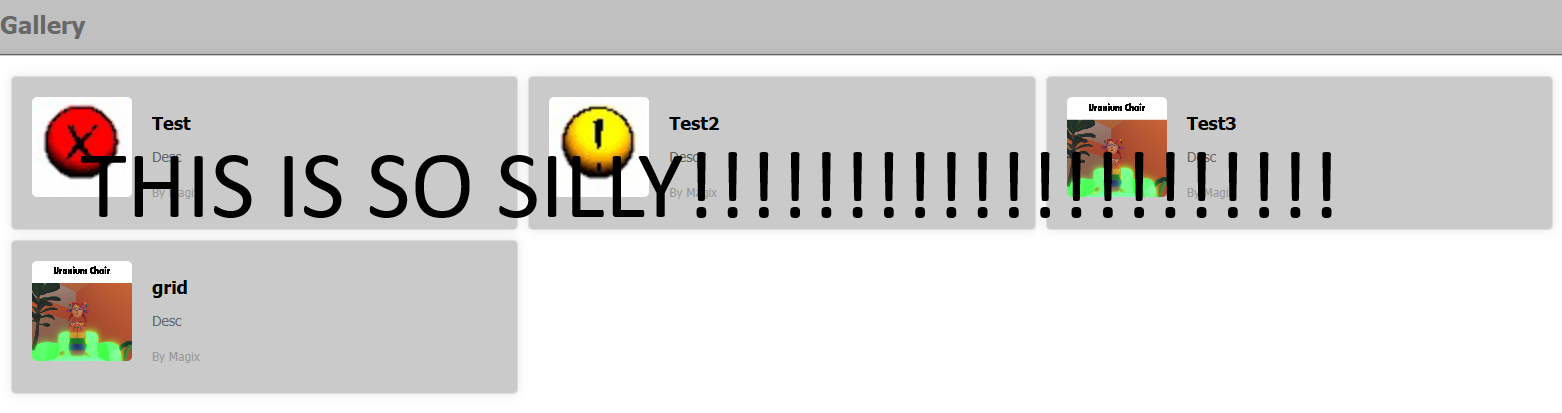 Gallery
Test
Desc
By Magix
Test2
Desc
By Magix
Uranium Chair
Test3
Desc
By Magix
THIS IS SO SILLY!!!!!!!!!!!!!!!!!!!!!
Uranium Chair
grid
Desc
By Magix